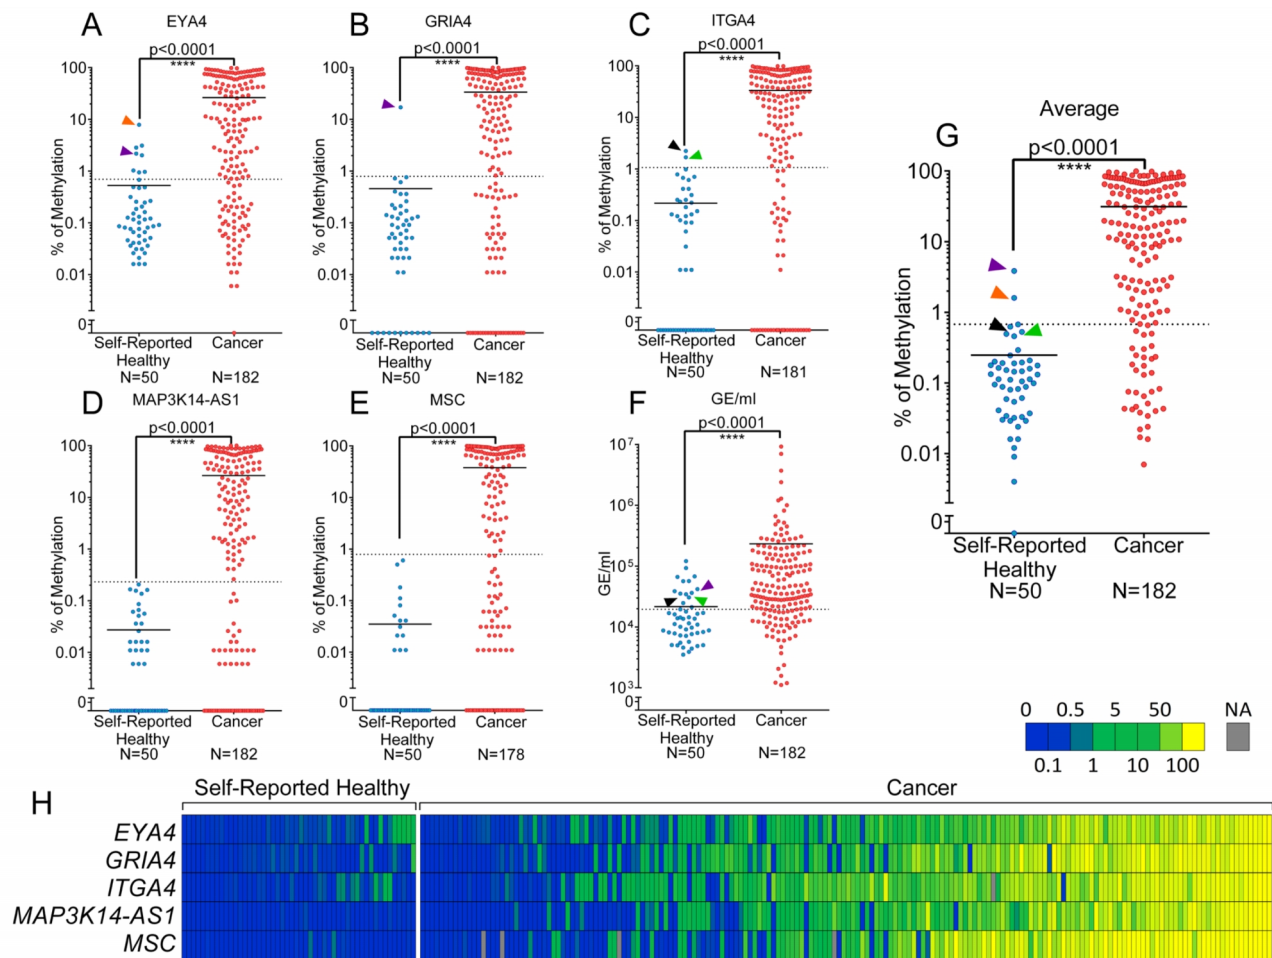 A
EYA4
p<0.0001
****
% of Methylation
100
10
1
0.1
0.01
0
Self-Reported
Healthy
N=50
Cancer
N=182
B
GRIA4
p<0.0001
****
% of Methylation
100
10
1
0.1
0.01
0
Self-Reported
Healthy
N=50
Cancer
N=182
C
ITGA4
p<0.0001
****
% of Methylation
100
10
1
0.1
0.01
0
Self-Reported
Healthy
N=50
Cancer
N=181
D
MAP3K14-AS1
p<0.0001
****
% of Methylation
100
10
1
0.1
0.01
0
Self-Reported
Healthy
N=50
Cancer
N=182
E
MSC
p<0.0001
****
% of Methylation
100
10
1
0.1
0.01
0
Self-Reported
Healthy
N=50
Cancer
N=178
F
GE/ml
p<0.0001
****
GE/ml
10⁷
10⁶
10⁵
10⁴
10³
0
Self-Reported
Healthy
N=50
Cancer
N=182
G
Average
p<0.0001
****
% of Methylation
100
10
1
0.1
0.01
0
Self-Reported
Healthy
N=50
Cancer
N=182
0 0.5 5 50 NA
0.1 1 10 100
H
Self-Reported Healthy
Cancer
EYA4
GRIA4
ITGA4
MAP3K14-AS1
MSC